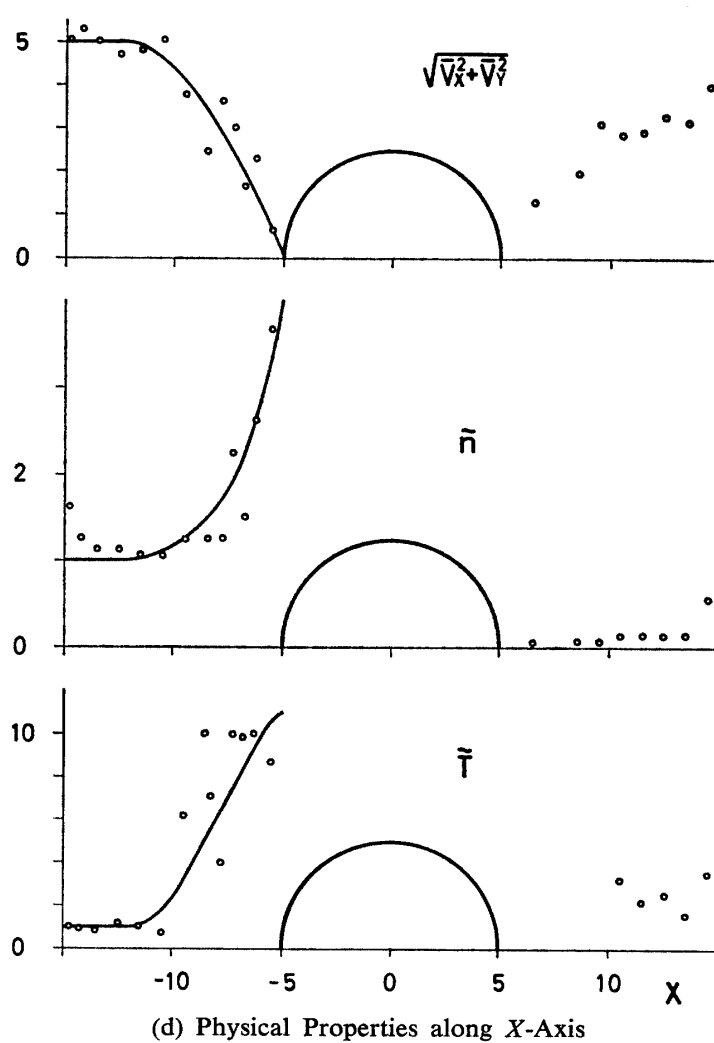 5
√V̄X²+V̄Y²
0
2
ñ
0
10
T̃
0
-10 -5 0 5 10 X
(d) Physical Properties along X-Axis